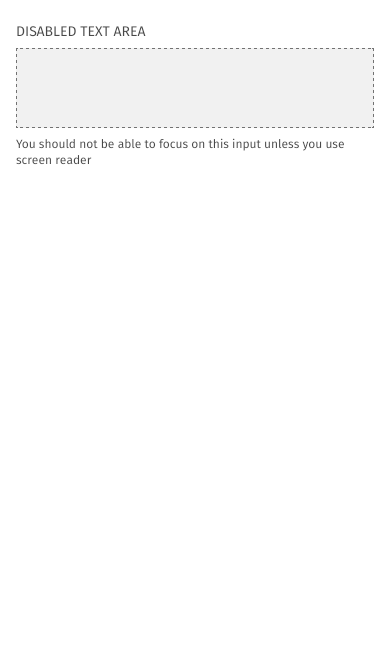 DISABLED TEXT AREA
You should not be able to focus on this input unless you use
screen reader